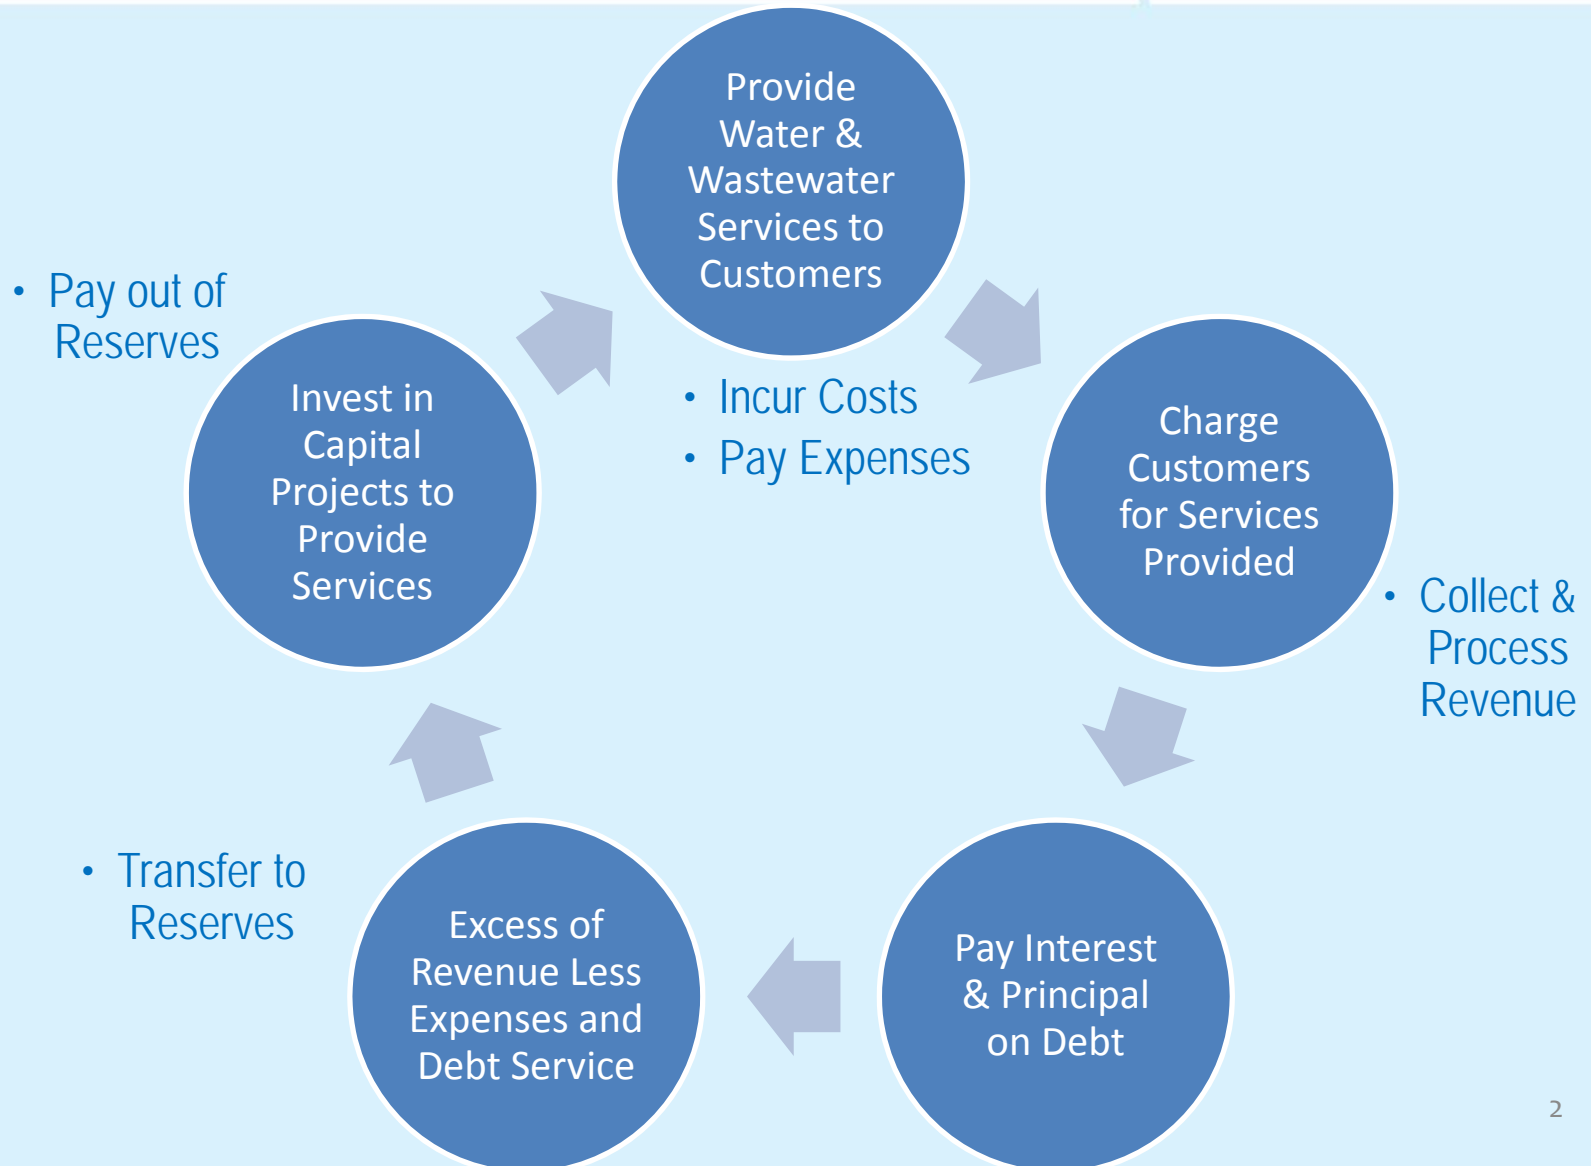 Provide
Water &
Wastewater
Services to
Customers
• Incur Costs
• Pay Expenses
Charge
Customers
for Services
Provided
• Collect &
Process
Revenue
Pay Interest
& Principal
on Debt
Excess of
Revenue Less
Expenses and
Debt Service
• Transfer to
Reserves
Invest in
Capital
Projects to
Provide
Services
• Pay out of
Reserves
2